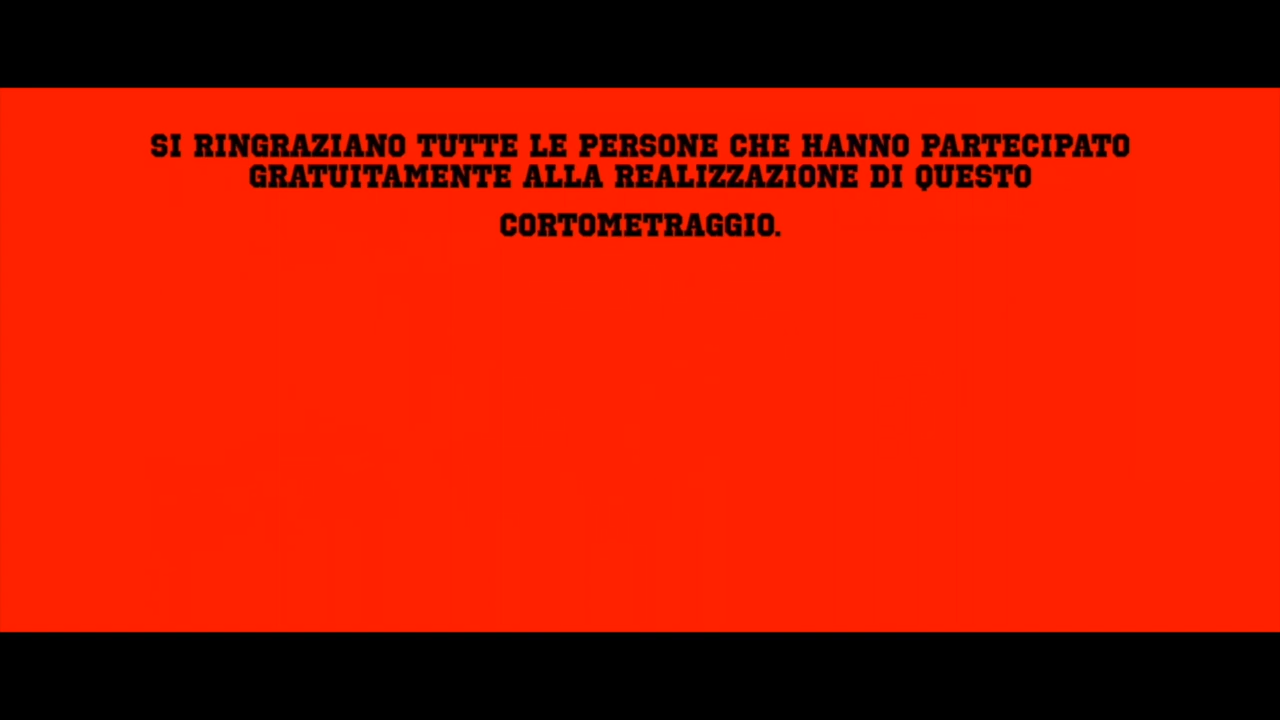 SI RINGRAZIANO TUTTE LE PERSONE CHE HANNO PARTECIPATO
GRATUITAMENTE ALLA REALIZZAZIONE DI QUESTO
CORTOMETRAGGIO.